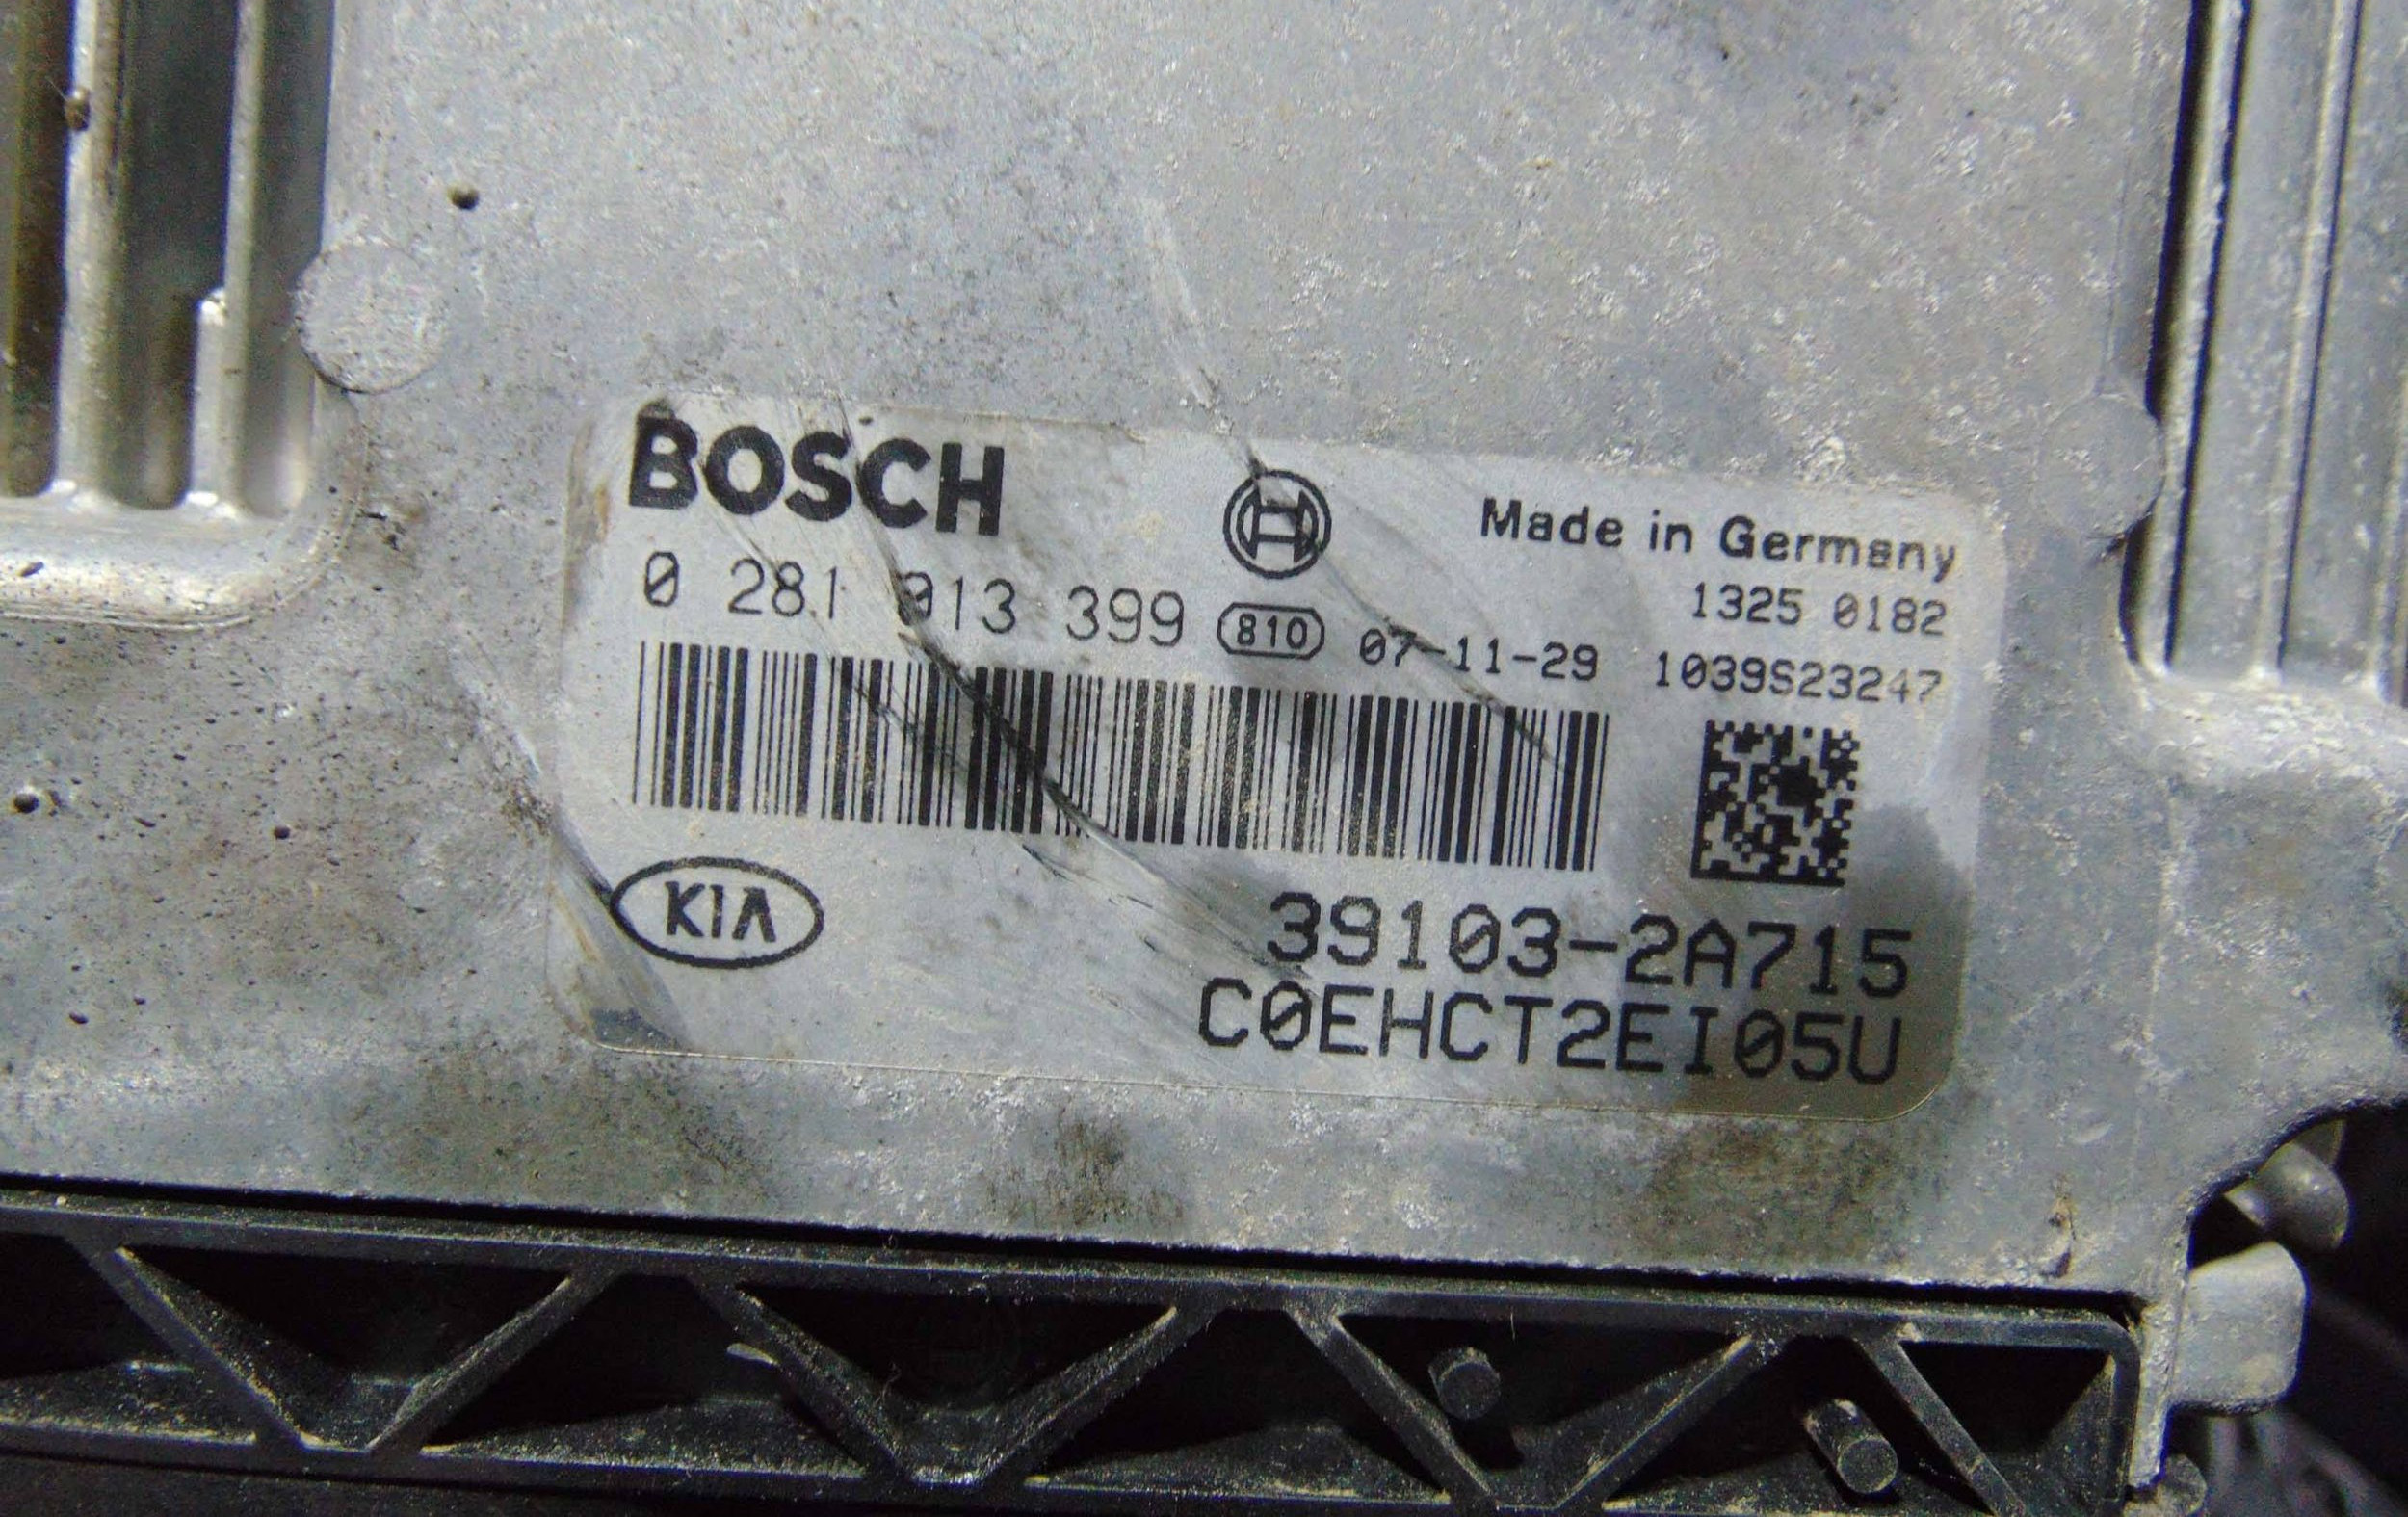 BOSCH
Made in Germany
1325 0182
0 281 013 399 810 07-11-29 1039S23247
KIA
39103-2A715
C0EHCT2EI05U